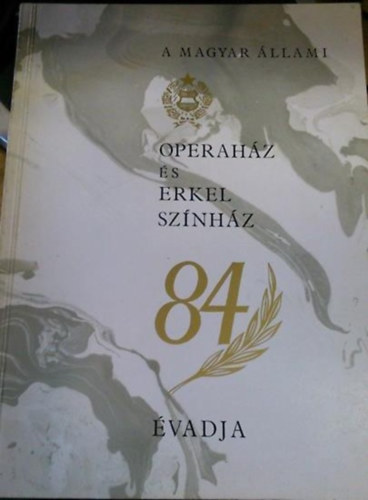 A MAGYAR ÁLLAMI
OPERAHÁZ
ÉS
ERKEL
SZÍNHÁZ
84
ÉVADJA